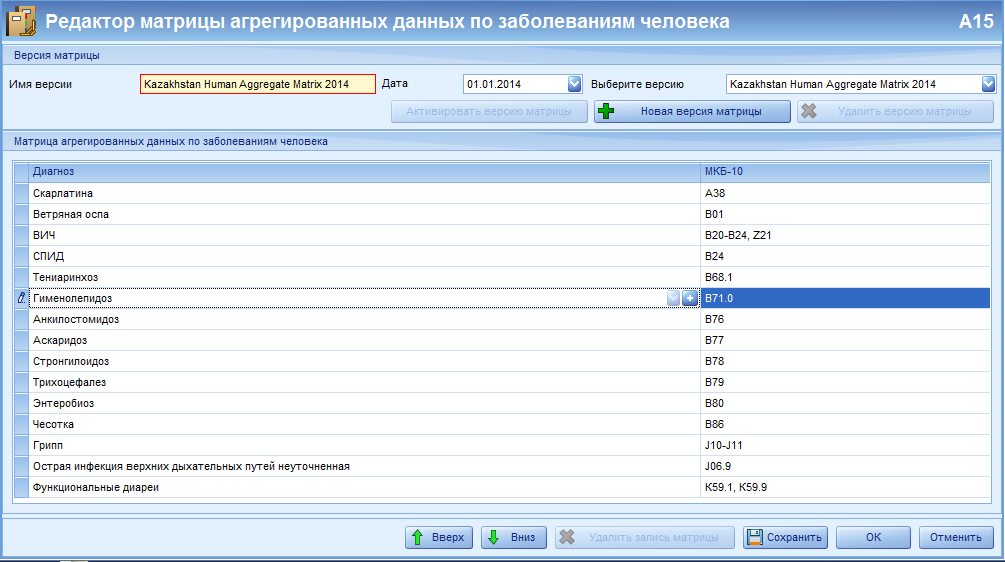 Редактор матрицы агрегированных данных по заболеваниям человека A15
Версия матрицы
Имя версии Kazakhstan Human Aggregate Matrix 2014 Дата 01.01.2014 Выберите версию Kazakhstan Human Aggregate Matrix 2014
Активировать версию матрицы Новая версия матрицы Удалить версию матрицы
Матрица агрегированных данных по заболеваниям человека
Диагноз МКБ-10
Скарлатина A38
Ветряная оспа B01
ВИЧ B20-B24, Z21
СПИД B24
Тениаринхоз B68.1
Гименолепидоз B71.0
Анкилостомидоз B76
Аскаридоз B77
Стронгилоидоз B78
Трихоцефалез B79
Энтеробиоз B80
Чесотка B86
Грипп J10-J11
Острая инфекция верхних дыхательных путей неуточненная J06.9
Функциональные диареи K59.1, K59.9
Вверх Вниз Удалить запись матрицы Сохранить ОК Отменить